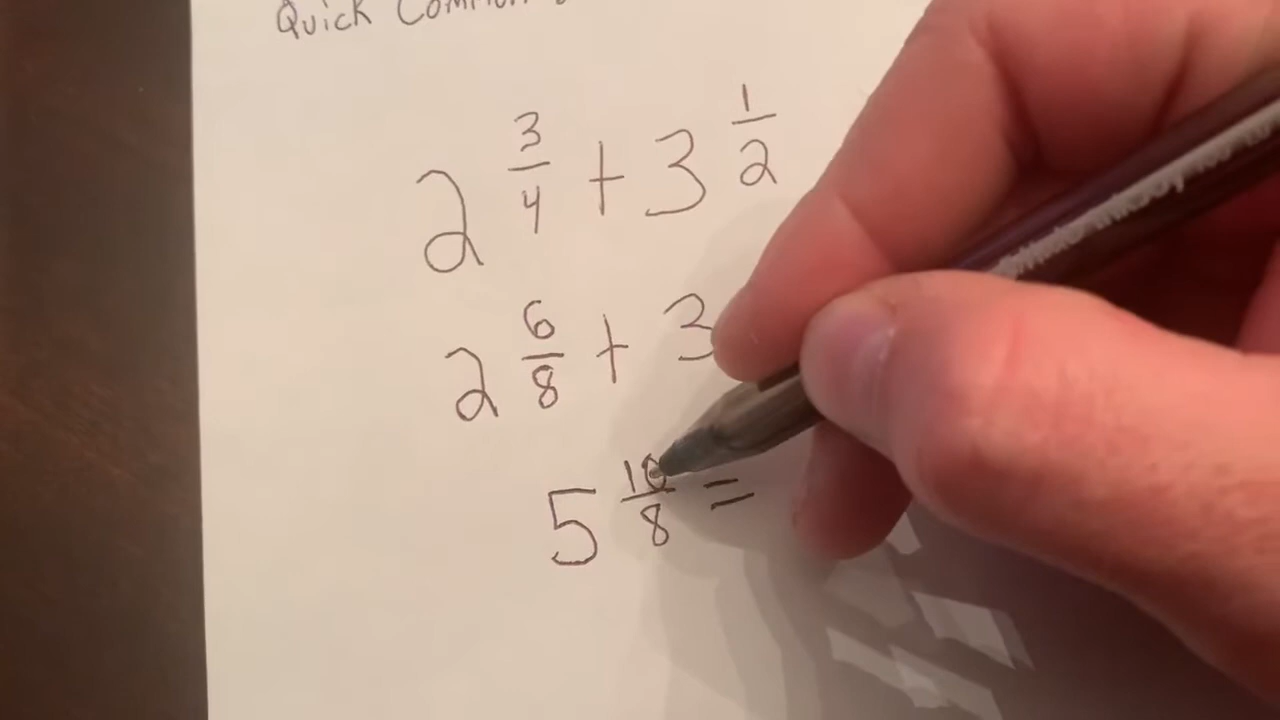 Quick
2 3/4 + 3 1/2
2 6/8 + 3
5 10/8 =